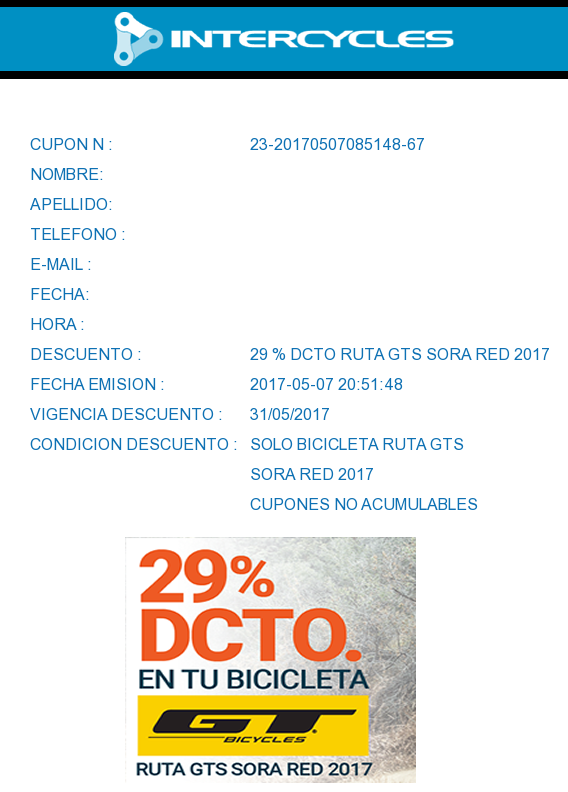 INTERCYCLES
CUPON N : 23-20170507085148-67
NOMBRE:
APELLIDO:
TELEFONO :
E-MAIL :
FECHA:
HORA :
DESCUENTO : 29 % DCTO RUTA GTS SORA RED 2017
FECHA EMISION : 2017-05-07 20:51:48
VIGENCIA DESCUENTO : 31/05/2017
CONDICION DESCUENTO : SOLO BICICLETA RUTA GTS
SORA RED 2017
CUPONES NO ACUMULABLES
29%
DCTO.
EN TU BICICLETA
GT
BICYCLES
RUTA GTS SORA RED 2017